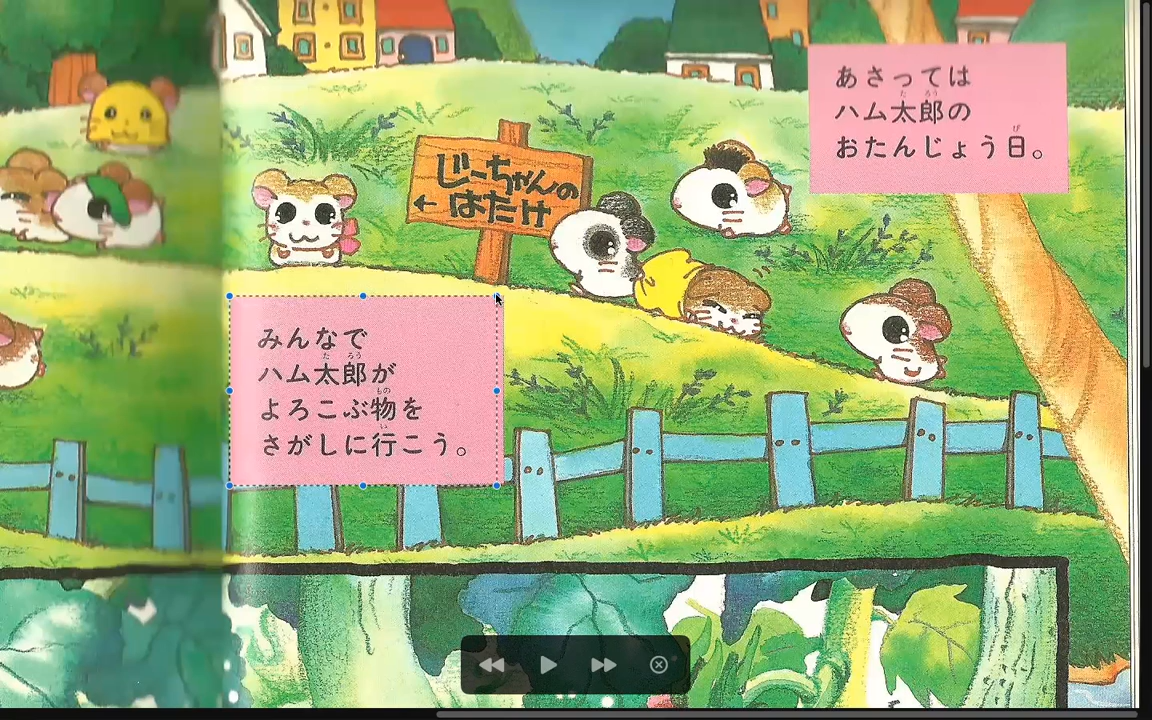 あさっては
ハム太郎の
おたんじょう日。
じーちゃんの
←はたけ
みんなで
ハム太郎が
よろこぶ物を
さがしに行こう。